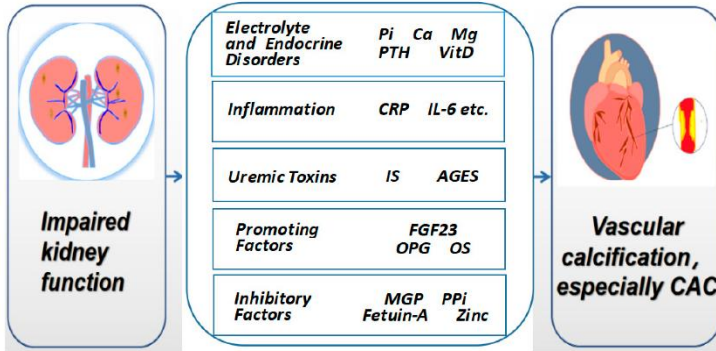 Impaired
kidney
function
Electrolyte
and Endocrine
Disorders
Pi Ca Mg
PTH VitD
Inflammation
CRP IL-6 etc.
Uremic Toxins
IS AGES
Promoting
Factors
FGF23
OPG OS
Inhibitory
Factors
MGP PPi
Fetuin-A Zinc
Vascular
calcification,
especially CAC